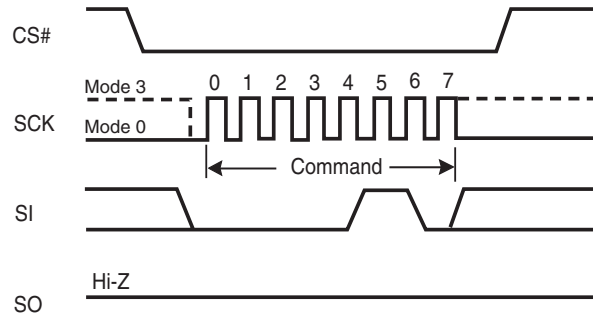 CS#
Mode 3
0 1 2 3 4 5 6 7
SCK
Mode 0
Command
SI
Hi-Z
SO